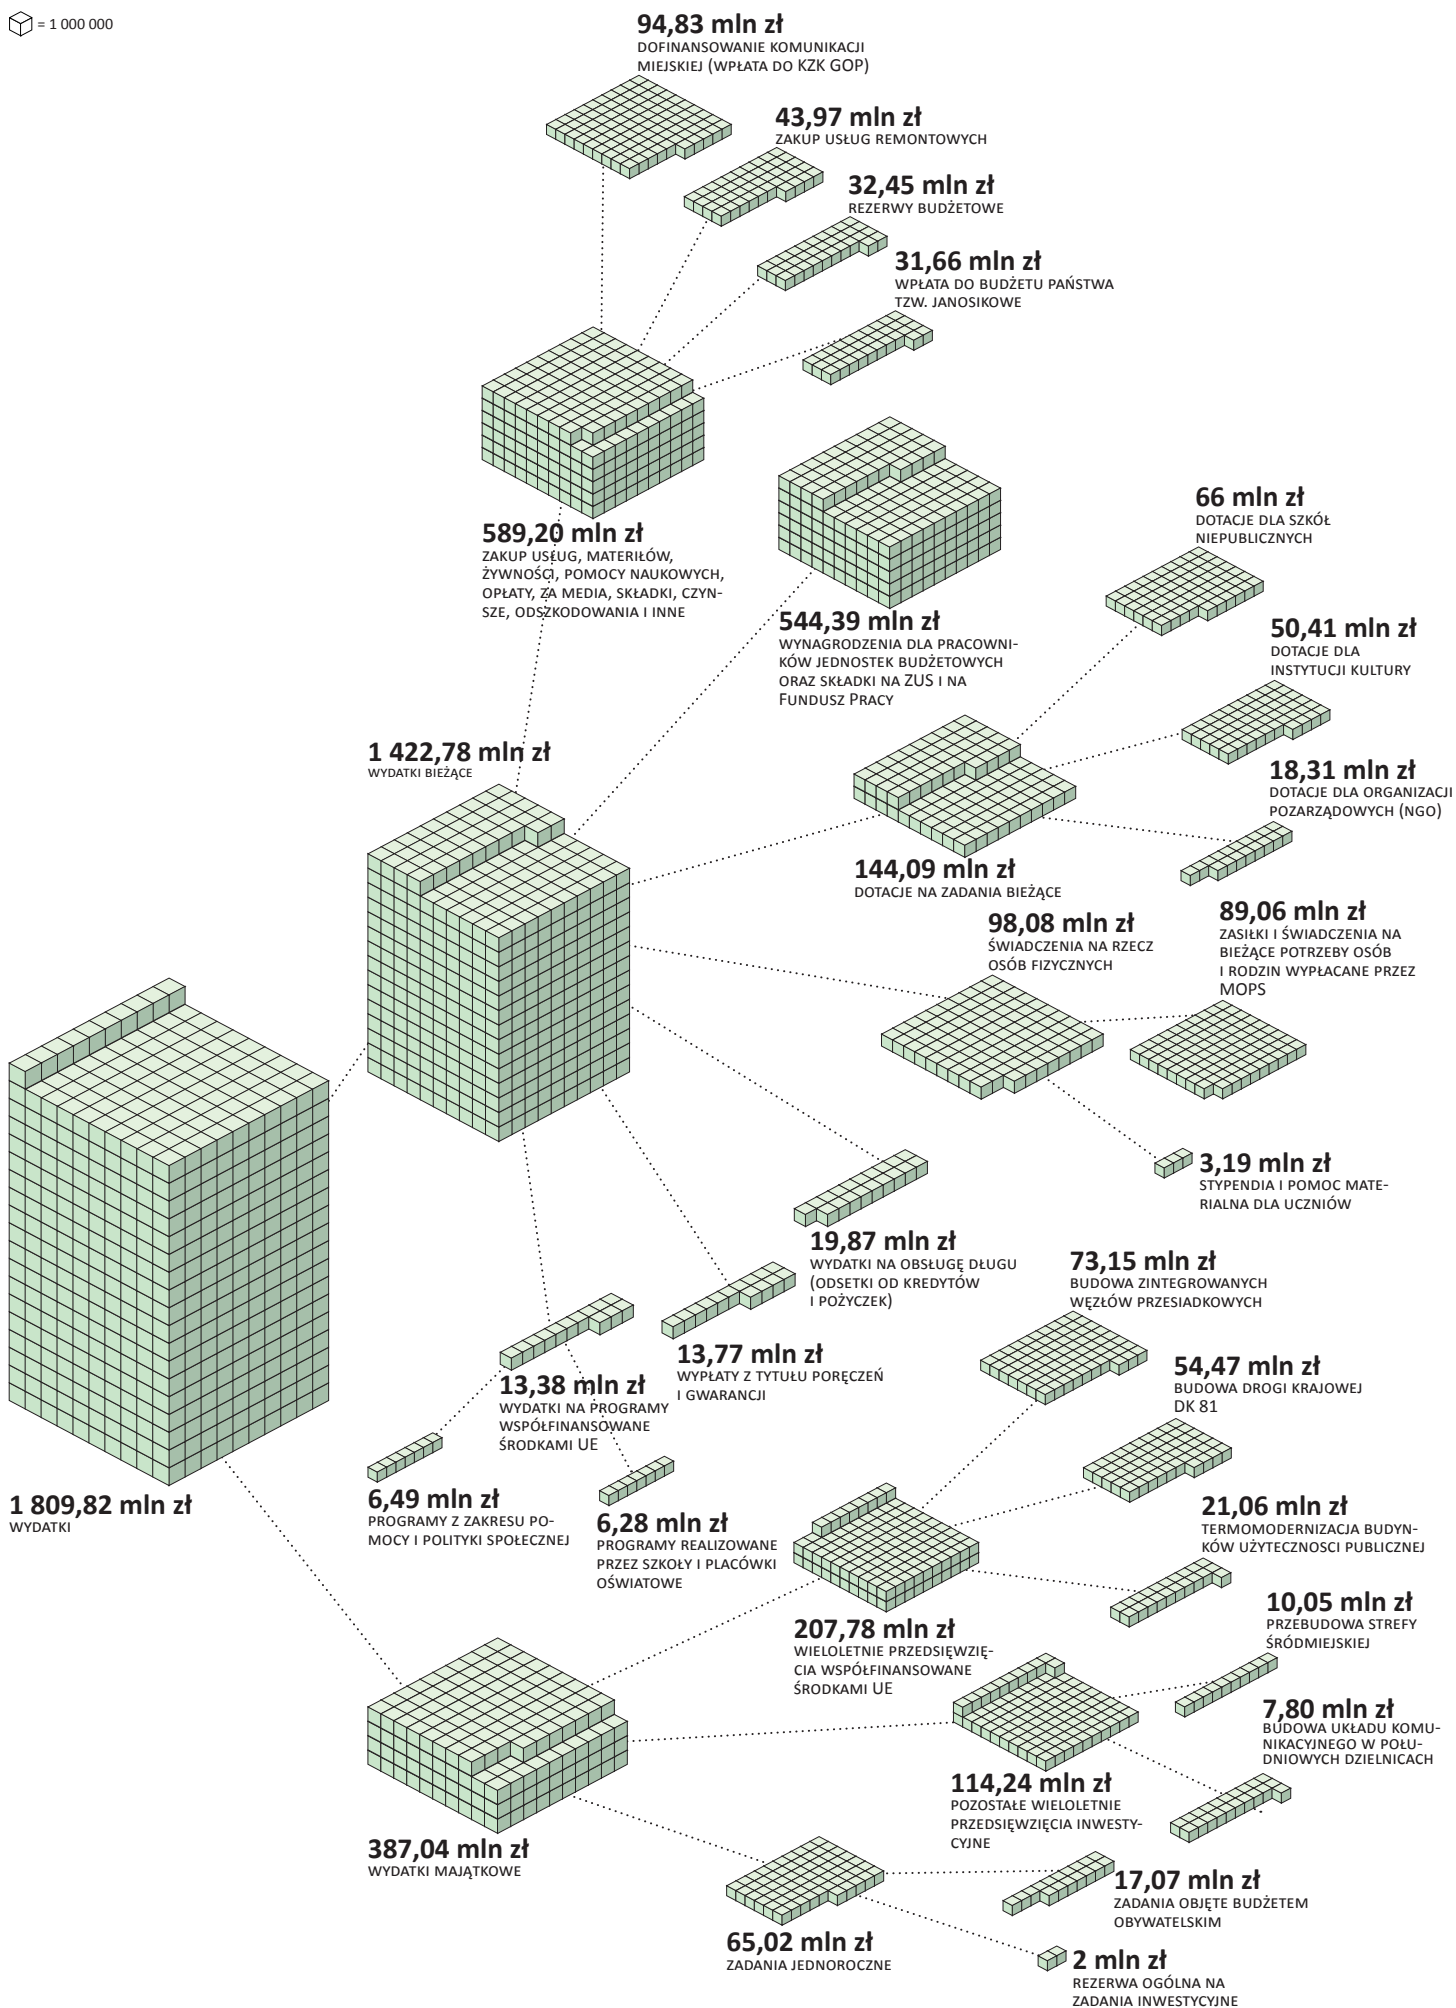 = 1 000 000
94,83 mln zł
DOFINANSOWANIE KOMUNIKACJI
MIEJSKIEJ (WPŁATA DO KZK GOP)
43,97 mln zł
ZAKUP USŁUG REMONTOWYCH
32,45 mln zł
REZERWY BUDŻETOWE
31,66 mln zł
WPŁATA DO BUDŻETU PAŃSTWA
TZW. JANOSIKOWE
589,20 mln zł
ZAKUP USŁUG, MATERIŁÓW,
ŻYWNOŚCI, POMOCY NAUKOWYCH,
OPŁATY, ZA MEDIA, SKŁADKI, CZYN-
SZE, ODSZKODOWANIA I INNE
544,39 mln zł
WYNAGRODZENIA DLA PRACOWNI-
KÓW JEDNOSTEK BUDŻETOWYCH
ORAZ SKŁADKI NA ZUS I NA
FUNDUSZ PRACY
66 mln zł
DOTACJE DLA SZKÓŁ
NIEPUBLICZNYCH
50,41 mln zł
DOTACJE DLA
INSTYTUCJI KULTURY
18,31 mln zł
DOTACJE DLA ORGANIZACJI
POZARZĄDOWYCH (NGO)
1 422,78 mln zł
WYDATKI BIEŻĄCE
144,09 mln zł
DOTACJE NA ZADANIA BIEŻĄCE
98,08 mln zł
ŚWIADCZENIA NA RZECZ
OSÓB FIZYCZNYCH
89,06 mln zł
ZASIŁKI I ŚWIADCZENIA NA
BIEŻĄCE POTRZEBY OSÓB
I RODZIN WYPŁACANE PRZEZ
MOPS
3,19 mln zł
STYPENDIA I POMOC MATE-
RIALNA DLA UCZNIÓW
19,87 mln zł
WYDATKI NA OBSŁUGĘ DŁUGU
(ODSETKI OD KREDYTÓW
I POŻYCZEK)
13,77 mln zł
WYPŁATY Z TYTUŁU PORĘCZEŃ
I GWARANCJI
13,38 mln zł
WYDATKI NA PROGRAMY
WSPÓŁFINANSOWANE
ŚRODKAMI UE
6,49 mln zł
PROGRAMY Z ZAKRESU PO-
MOCY I POLITYKI SPOŁECZNEJ
6,28 mln zł
PROGRAMY REALIZOWANE
PRZEZ SZKOŁY I PLACÓWKI
OŚWIATOWE
1 809,82 mln zł
WYDATKI
73,15 mln zł
BUDOWA ZINTEGROWANYCH
WĘZŁÓW PRZESIADKOWYCH
54,47 mln zł
BUDOWA DROGI KRAJOWEJ
DK 81
21,06 mln zł
TERMOMODERNIZACJA BUDYN-
KÓW UŻYTECZNOSCI PUBLICZNEJ
207,78 mln zł
WIELOLETNIE PRZEDSIĘWZIĘ-
CIA WSPÓŁFINANSOWANE
ŚRODKAMI UE
10,05 mln zł
PRZEBUDOWA STREFY
ŚRÓDMIEJSKIEJ
7,80 mln zł
BUDOWA UKŁADU KOMU-
NIKACYJNEGO W POŁU-
DNIOWYCH DZIELNICACH
114,24 mln zł
POZOSTAŁE WIELOLETNIE
PRZEDSIĘWZIĘCIA INWESTY-
CYJNE
387,04 mln zł
WYDATKI MAJĄTKOWE
17,07 mln zł
ZADANIA OBJĘTE BUDŻETEM
OBYWATELSKIM
65,02 mln zł
ZADANIA JEDNOROCZNE
2 mln zł
REZERWA OGÓLNA NA
ZADANIA INWESTYCYJNE